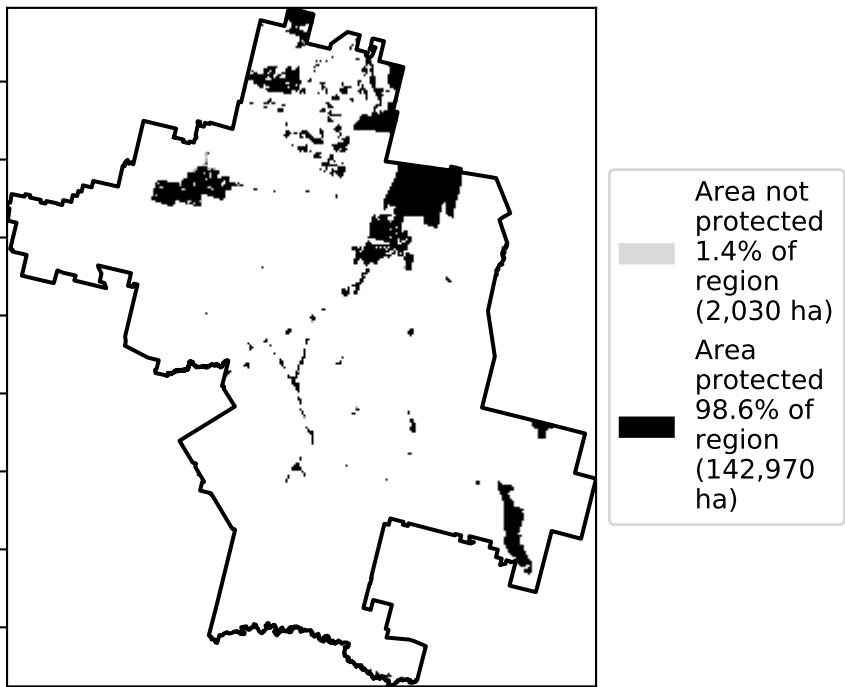 Area not
protected
1.4% of
region
(2,030 ha)
Area
protected
98.6% of
region
(142,970
ha)